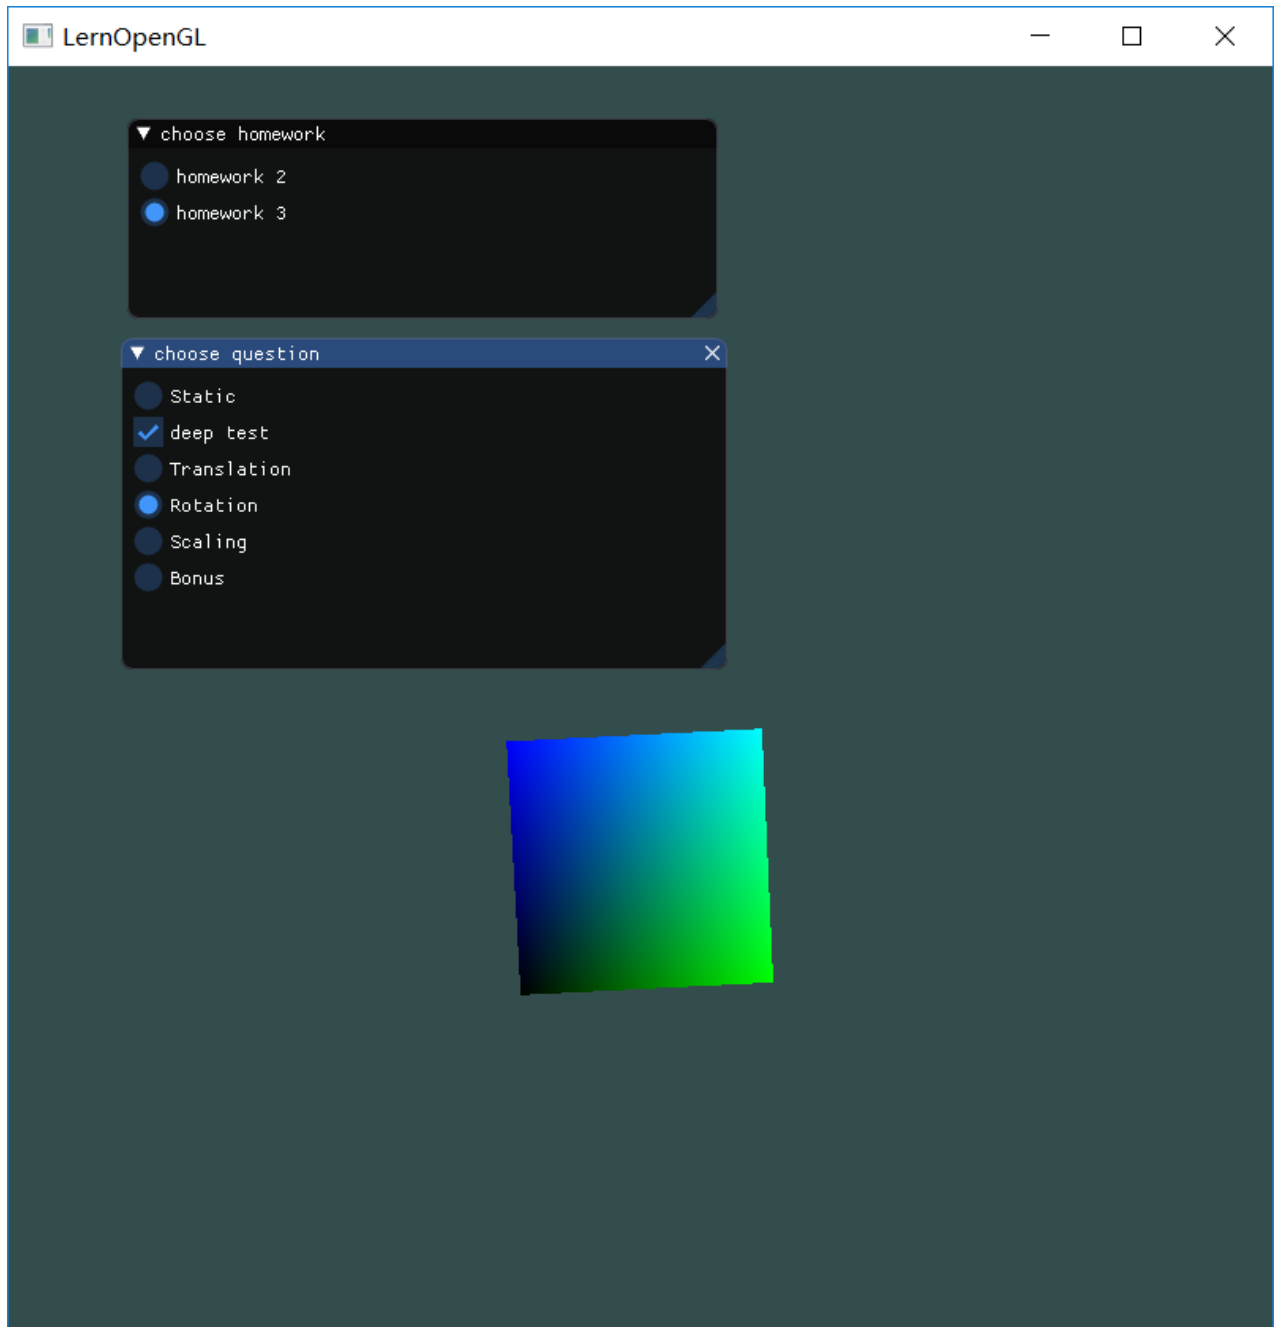 LernOpenGL
choose homework
homework 2
homework 3
choose question
Static
deep test
Translation
Rotation
Scaling
Bonus